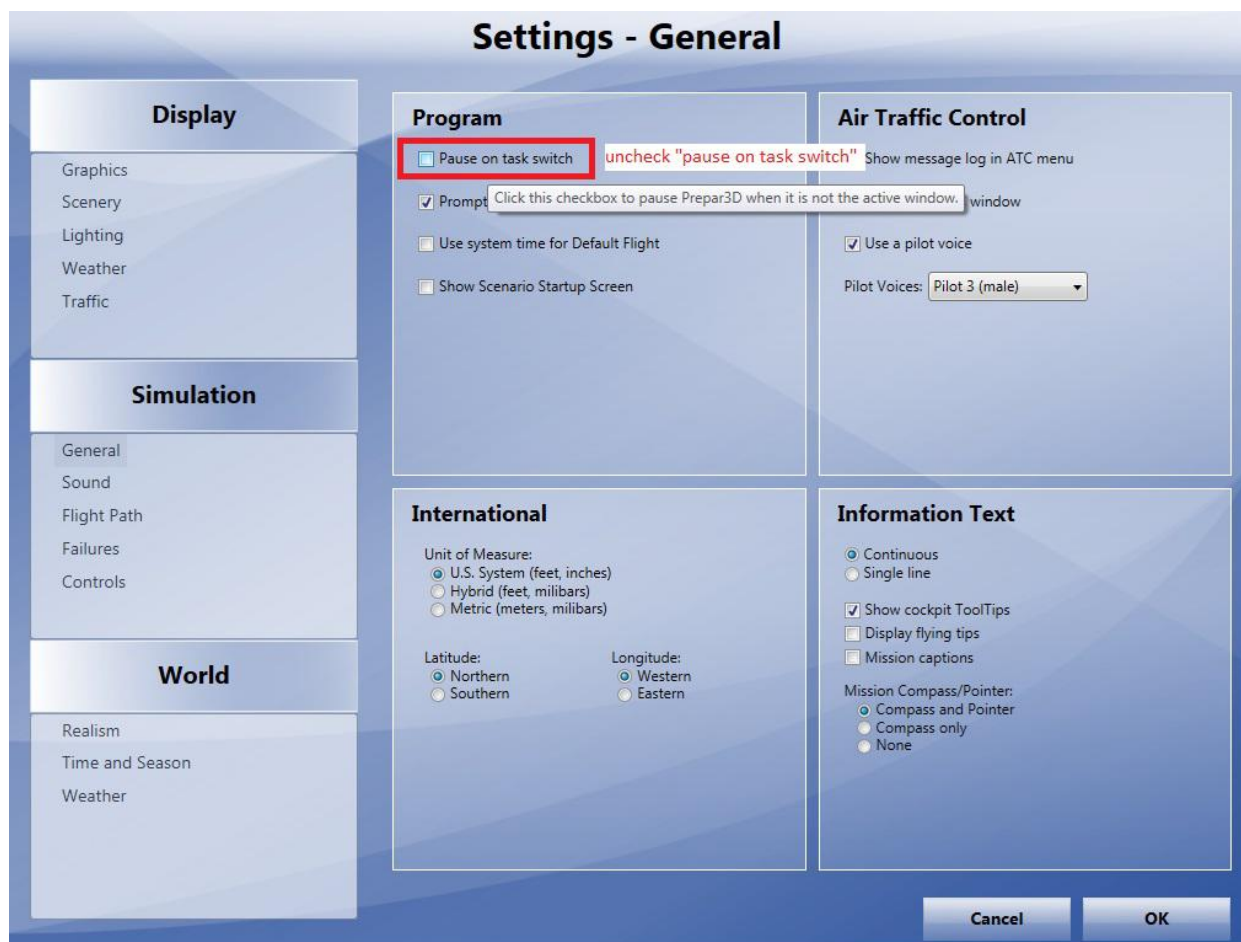 Settings - General
Display
Graphics
Scenery
Lighting
Weather
Traffic
Simulation
General
Sound
Flight Path
Failures
Controls
World
Realism
Time and Season
Weather
Program
Pause on task switch
uncheck "pause on task switch"
Prompt
Click this checkbox to pause Prepar3D when it is not the active window.
Use system time for Default Flight
Show Scenario Startup Screen
Air Traffic Control
Show message log in ATC menu
window
Use a pilot voice
Pilot Voices: Pilot 3 (male)
International
Unit of Measure:
U.S. System (feet, inches)
Hybrid (feet, milibars)
Metric (meters, milibars)
Latitude: Longitude:
Northern Western
Southern Eastern
Information Text
Continuous
Single line
Show cockpit ToolTips
Display flying tips
Mission captions
Mission Compass/Pointer:
Compass and Pointer
Compass only
None
Cancel OK